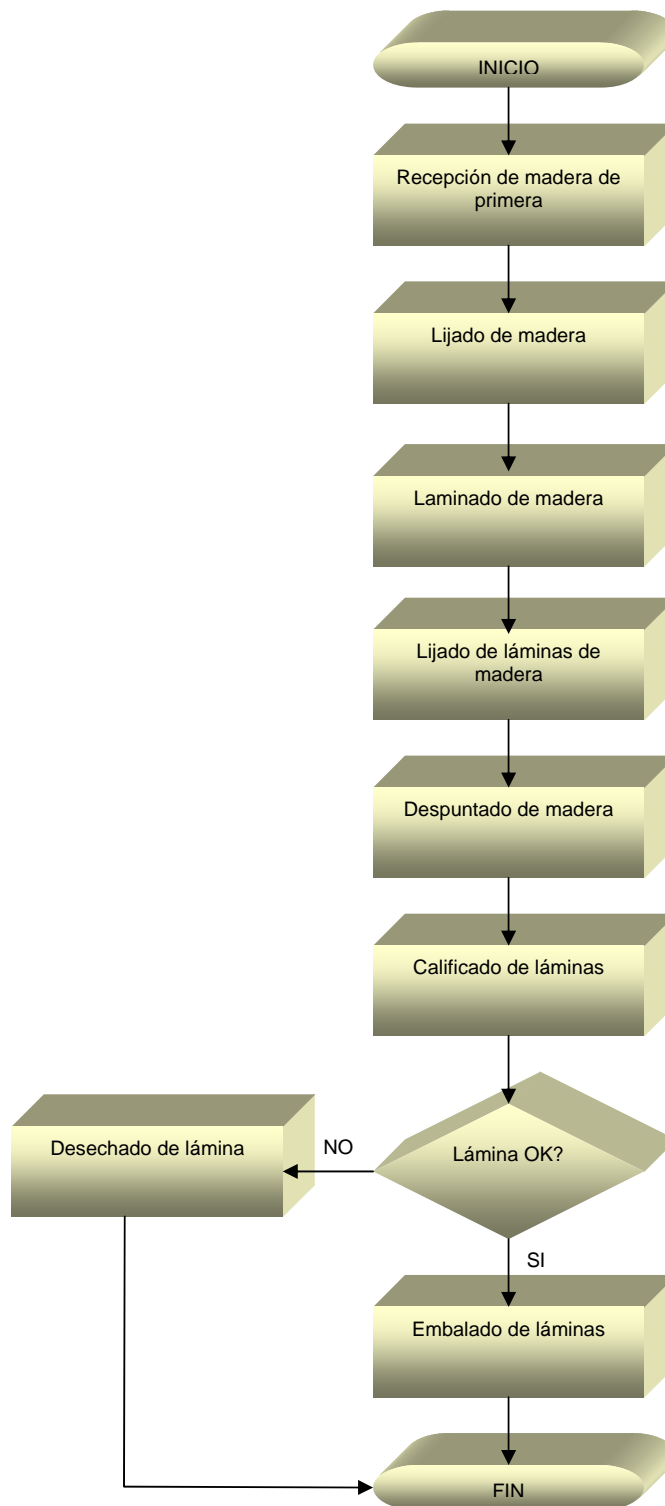 INICIO
Recepción de madera de
primera
Lijado de madera
Laminado de madera
Lijado de láminas de
madera
Despuntado de madera
Calificado de láminas
Desechado de lámina
NO
Lámina OK?
SI
Embalado de láminas
FIN